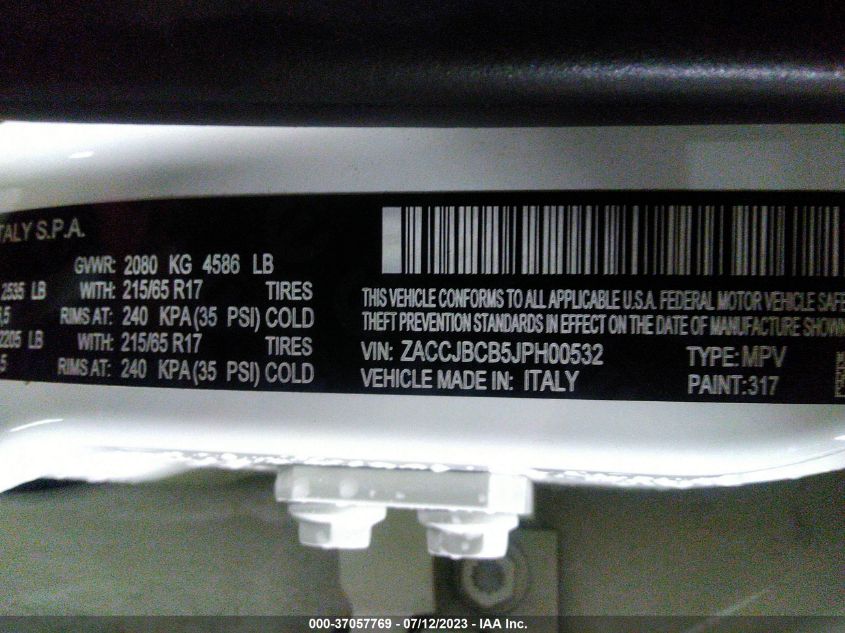 ITALY S.P.A.
GVWR: 2080 KG 4586 LB
2535 LB WITH: 215/65 R17 TIRES
RIMS AT: 240 KPA (35 PSI) COLD
2205 LB WITH: 215/65 R17 TIRES
RIMS AT: 240 KPA (35 PSI) COLD
THIS VEHICLE CONFORMS TO ALL APPLICABLE U.S.A. FEDERAL MOTOR VEHICLE SAFE
THEFT PREVENTION STANDARDS IN EFFECT ON THE DATE OF MANUFACTURE SHOWN
VIN: ZACCJBCB5JPH00532 TYPE: MPV
VEHICLE MADE IN: ITALY PAINT: 317
000-37057769 - 07/12/2023 - IAA Inc.